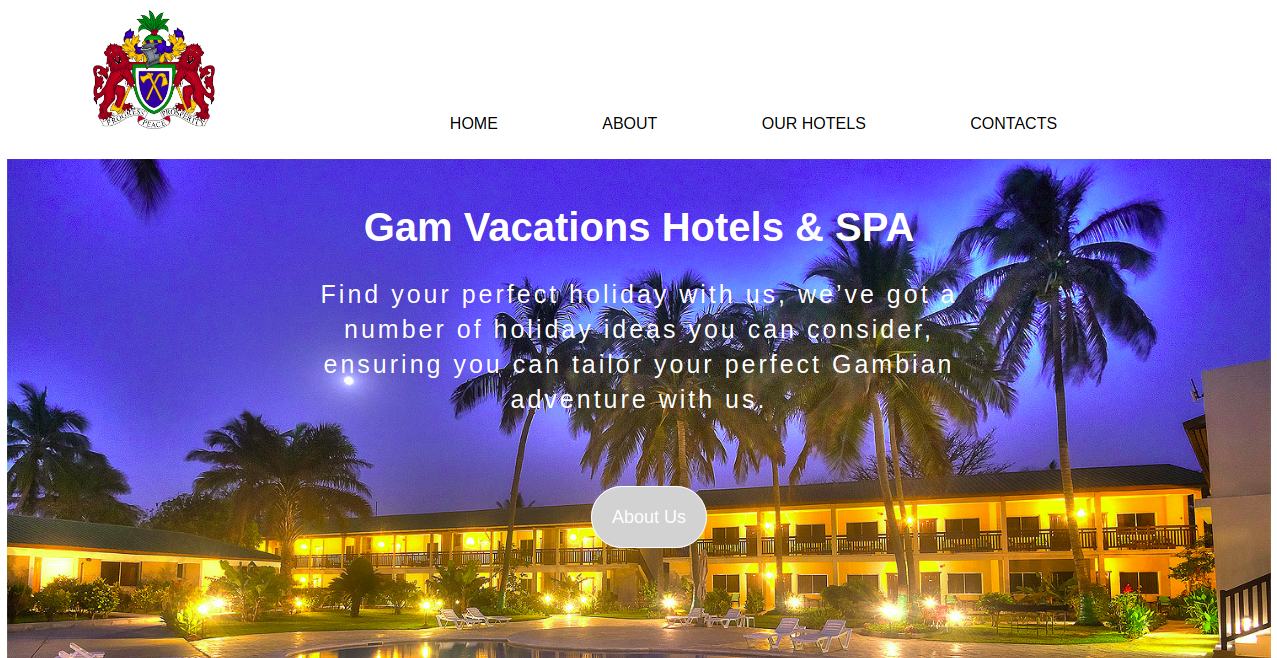 PROGRESS PEACE PROSPERITY
HOME ABOUT OUR HOTELS CONTACTS
Gam Vacations Hotels & SPA
Find your perfect holiday with us, we’ve got a
number of holiday ideas you can consider,
ensuring you can tailor your perfect Gambian
adventure with us.
About Us